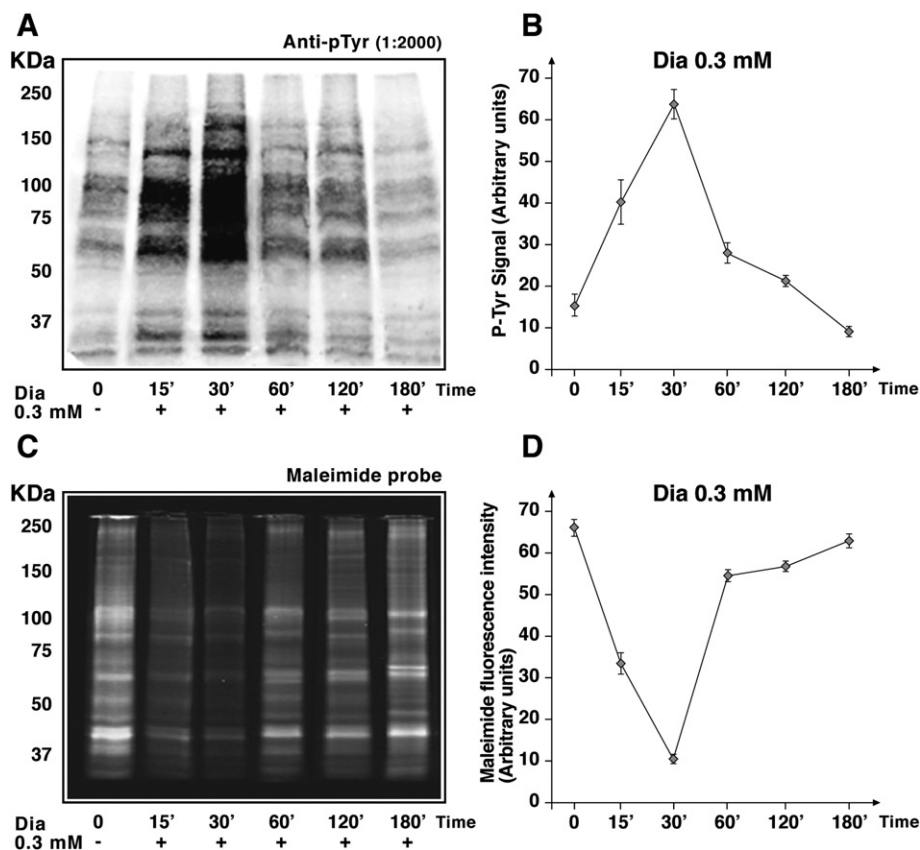 A
Anti-pTyr (1:2000)
KDa
250
150
100
75
50
37
Dia 0 15’ 30’ 60’ 120’ 180’ Time
0.3 mM - + + + + +
B
Dia 0.3 mM
P-Tyr Signal (Arbitrary units)
70
60
50
40
30
20
10
0
0 15’ 30’ 60’ 120’ 180’ Time
C
Maleimide probe
KDa
250
150
100
75
50
37
Dia 0 15’ 30’ 60’ 120’ 180’ Time
0.3 mM - + + + + +
D
Dia 0.3 mM
Maleimide fluorescence intensity
(Arbitrary units)
70
60
50
40
30
20
10
0
0 15’ 30’ 60’ 120’ 180’ Time